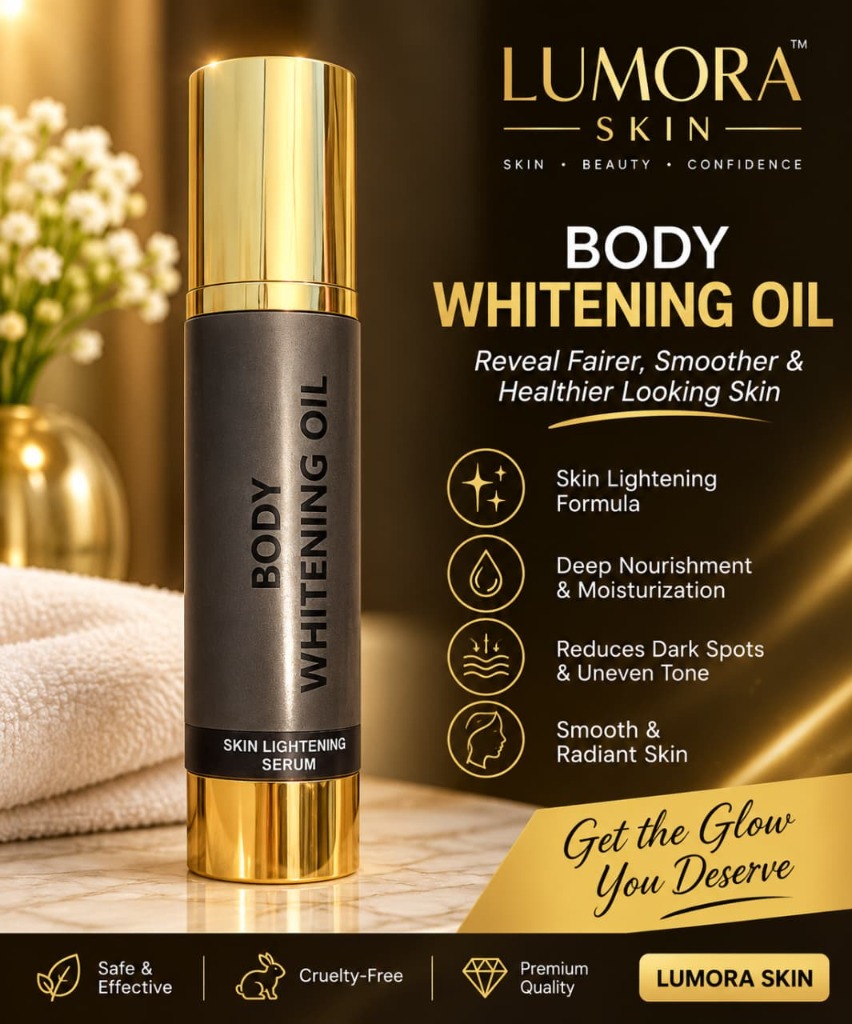 LUMORA™
SKIN
SKIN • BEAUTY • CONFIDENCE
BODY
WHITENING OIL
Reveal Fairer, Smoother &
Healthier Looking Skin
Skin Lightening
Formula
Deep Nourishment
& Moisturization
Reduces Dark Spots
& Uneven Tone
Smooth &
Radiant Skin
Get the Glow
You Deserve
BODY
WHITENING OIL
SKIN LIGHTENING
SERUM
Safe &
Effective
Cruelty-Free
Premium
Quality
LUMORA SKIN